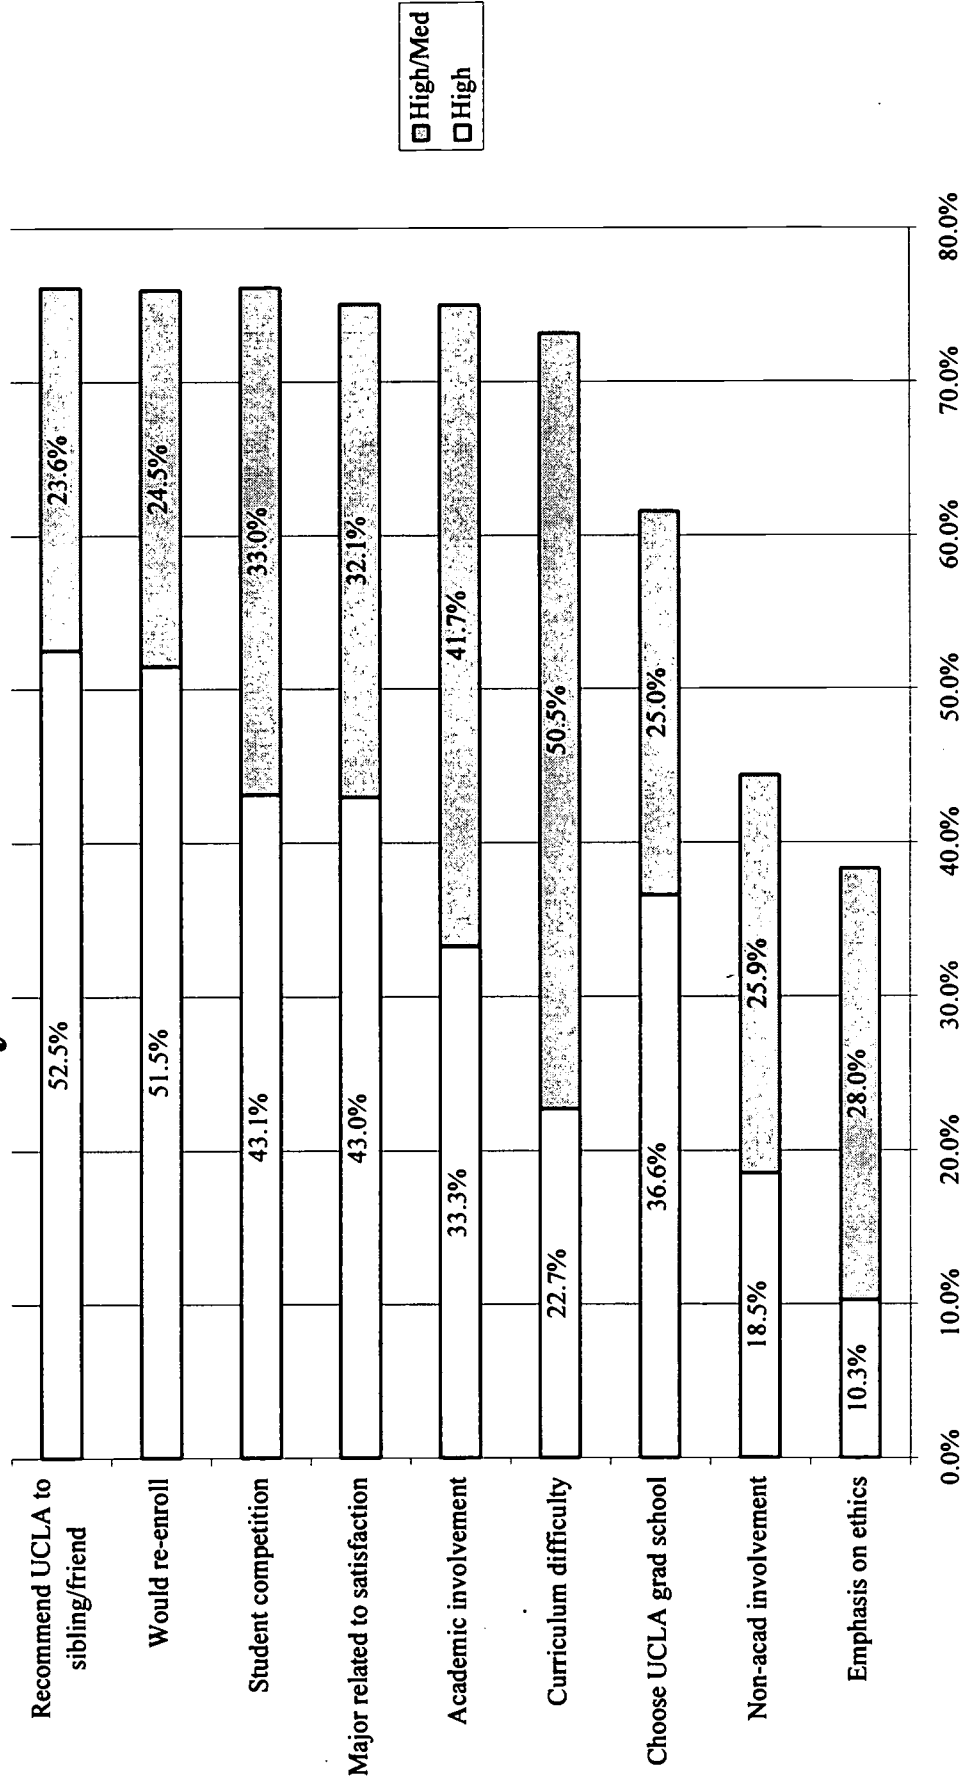 Recommend UCLA to
sibling/friend
52.5%
23.6%
Would re-enroll
51.5%
24.5%
Student competition
43.1%
33.0%
Major related to satisfaction
43.0%
32.1%
Academic involvement
33.3%
41.7%
Curriculum difficulty
22.7%
50.5%
Choose UCLA grad school
36.6%
25.0%
Non-acad involvement
18.5%
25.9%
Emphasis on ethics
10.3%
28.0%
0.0%
10.0%
20.0%
30.0%
40.0%
50.0%
60.0%
70.0%
80.0%
High/Med
High